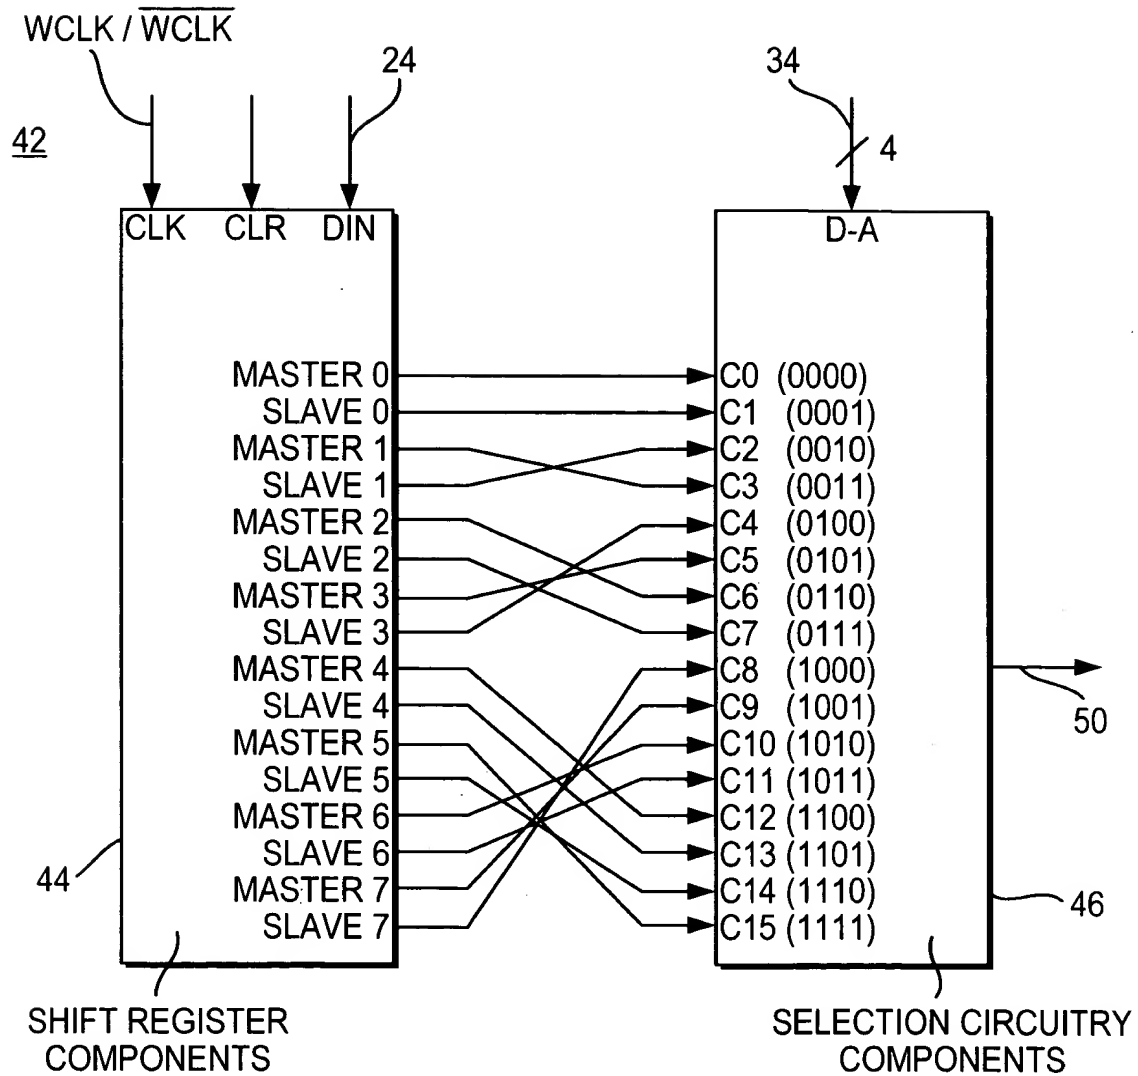 WCLK / WCLK
24
34
42
4
CLK CLR DIN
D-A
MASTER 0
SLAVE 0
MASTER 1
SLAVE 1
MASTER 2
SLAVE 2
MASTER 3
SLAVE 3
MASTER 4
SLAVE 4
MASTER 5
SLAVE 5
MASTER 6
SLAVE 6
MASTER 7
SLAVE 7
C0 (0000)
C1 (0001)
C2 (0010)
C3 (0011)
C4 (0100)
C5 (0101)
C6 (0110)
C7 (0111)
C8 (1000)
C9 (1001)
C10 (1010)
C11 (1011)
C12 (1100)
C13 (1101)
C14 (1110)
C15 (1111)
50
44
46
SHIFT REGISTER
COMPONENTS
SELECTION CIRCUITRY
COMPONENTS